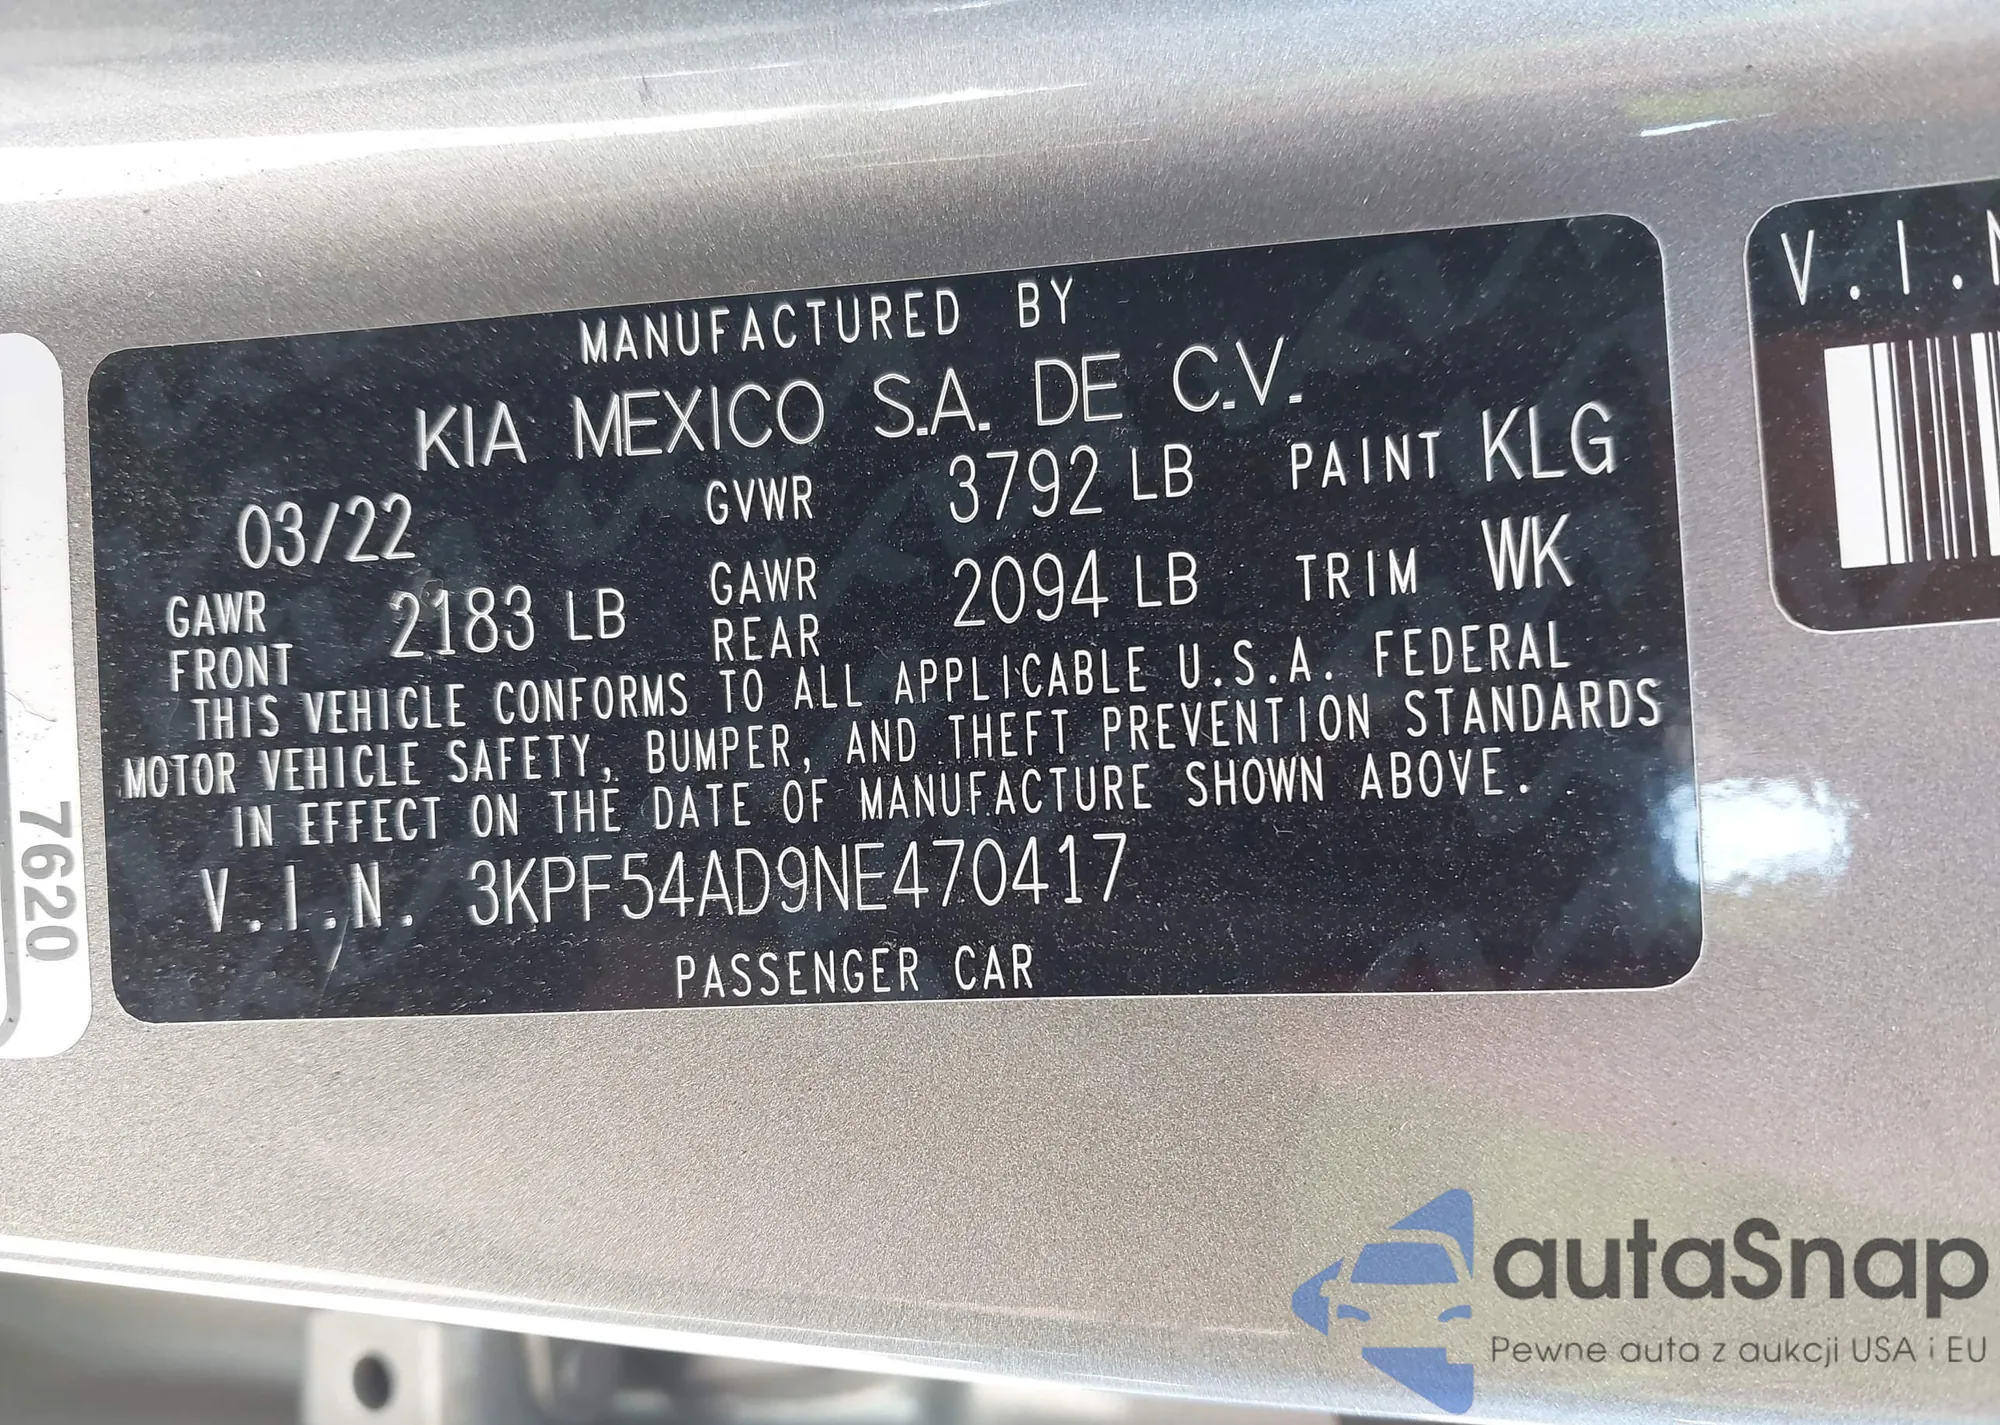 MANUFACTURED BY
KIA MEXICO S.A. DE C.V.
03/22 GVWR 3792 LB PAINT KLG
GAWR FRONT 2183 LB GAWR REAR 2094 LB TRIM WK
THIS VEHICLE CONFORMS TO ALL APPLICABLE U.S.A. FEDERAL
MOTOR VEHICLE SAFETY, BUMPER, AND THEFT PREVENTION STANDARDS
IN EFFECT ON THE DATE OF MANUFACTURE SHOWN ABOVE.
V.I.N. 3KPF54AD9NE470417
PASSENGER CAR
7620
V.I.N
autaSnap
Pewne auta z aukcji USA i EU